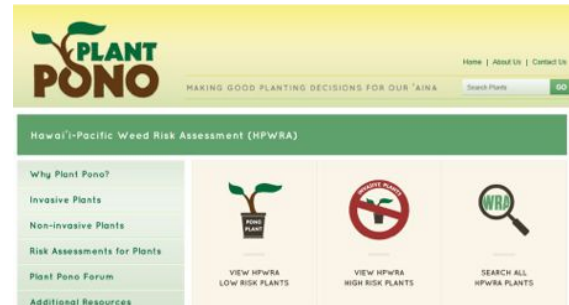 PLANT
PONO
Home | About Us | Contact Us
MAKING GOOD PLANTING DECISIONS FOR OUR 'AINA
Search Plants
GO
Hawai'i-Pacific Weed Risk Assessment (HPWRA)
Why Plant Pono?
Invasive Plants
Non-invasive Plants
Risk Assessments for Plants
Plant Pono Forum
Additional Resources
PONO
PLANT
VIEW HPWRA
LOW RISK PLANTS
INVASIVE PLANTS
VIEW HPWRA
HIGH RISK PLANTS
WRA
SEARCH ALL
HPWRA PLANTS